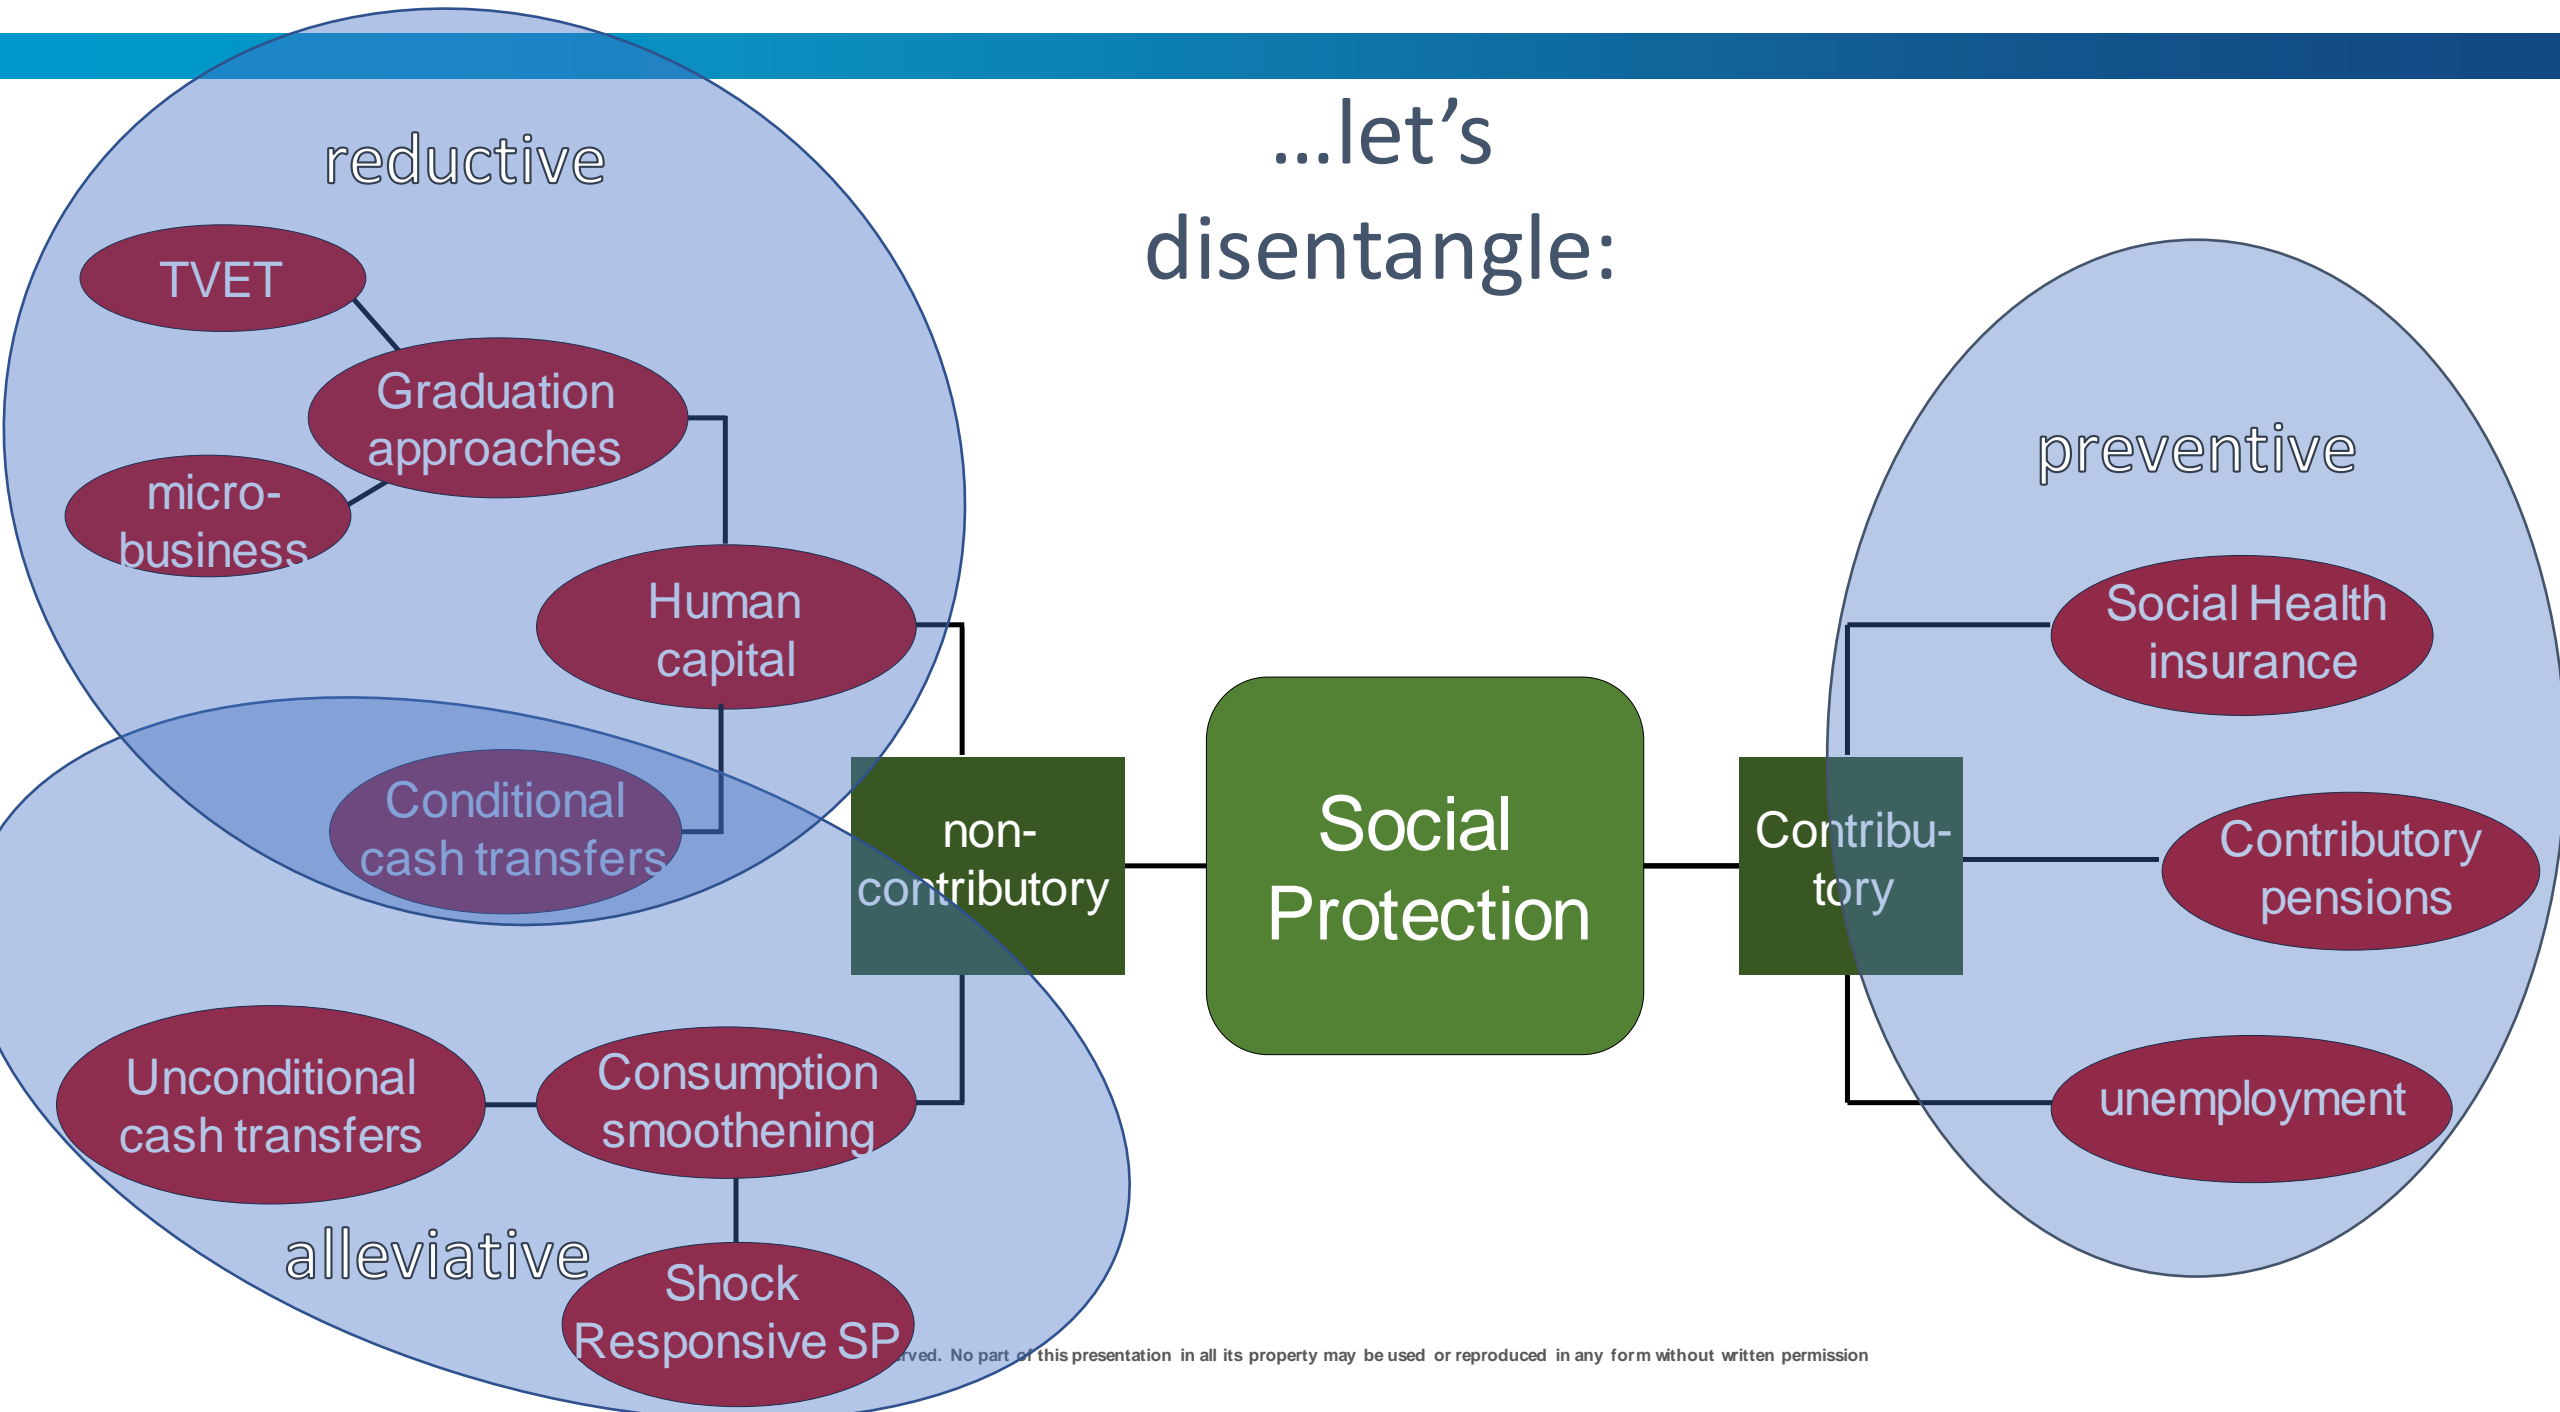 …let’s
disentangle:
reductive
TVET
Graduation
approaches
micro-
business
Human
capital
Conditional
cash transfers
non-
contributory
Social
Protection
Contribu-
tory
preventive
Social Health
insurance
Contributory
pensions
unemployment
Unconditional
cash transfers
Consumption
smoothening
alleviative
Shock
Responsive SP
No part of this presentation in all its property may be used or reproduced in any form without written permission